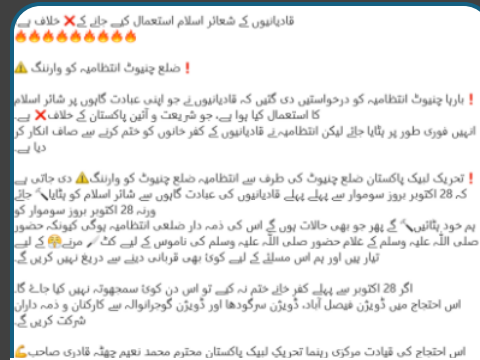 قادیانیوں کے شعائر اسلام استعمال کیے جانے کے❌ خلاف ہے۔
🔥🔥🔥🔥🔥🔥🔥🔥🔥
❗ ضلع چنیوٹ انتظامیہ کو وارننگ ⚠️
❗ بارہا چنیوٹ انتظامیہ کو درخواستیں دی گئیں کہ قادیانیوں نے جو اپنی عبادت گاہوں پر شائر اسلام
کا استعمال کیا ہوا ہے، جو شریعت و آئین پاکستان کے خلاف❌ ہے۔
انہیں فوری طور پر ہٹایا جائے لیکن انتظامیہ نے قادیانیوں کے کفر خانوں کو ختم کرنے سے صاف انکار کر
دیا ہے۔
❗ تحریک لبیک پاکستان ضلع چنیوٹ کی طرف سے انتظامیہ ضلع چنیوٹ کو وارننگ⚠️ دی جاتی ہے
کہ 28 اکتوبر بروز سوموار سے پہلے پہلے قادیانیوں کی عبادت گاہوں سے شائر اسلام کو ہٹایا🔨 جائے
ورنہ 28 اکتوبر بروز سوموار کو
ہم خود ہٹائیں🔨 گے پھر جو بھی حالات ہوں گے اس کی ذمہ دار ضلعی انتظامیہ ہوگی کیونکہ حضور
صلی اللہ علیہ وسلم کے غلام حضور صلی اللہ علیہ وسلم کی ناموس کے لیے کٹ🗡️ مرنے😤 کے لیے
تیار ہیں اور ہم اس مسئلے کے لیے کوئ بھی قربانی دینے سے دریغ نہیں کریں گے۔
اگر 28 اکتوبر سے پہلے کفر خانے ختم نہ کیے تو اس دن کوئ سمجھوتہ نہیں کیا جاۓ گا۔
اس احتجاج میں ڈویژن فیصل آباد، ڈویژن سرگودھا اور ڈویژن گوجرانوالہ سے کارکنان و ذمہ داران
شرکت کریں گے۔
اس احتجاج کی قیادت مرکزی رہنما تحریک لبیک پاکستان محترم محمد نعیم چٹھہ قادری صاحب💪